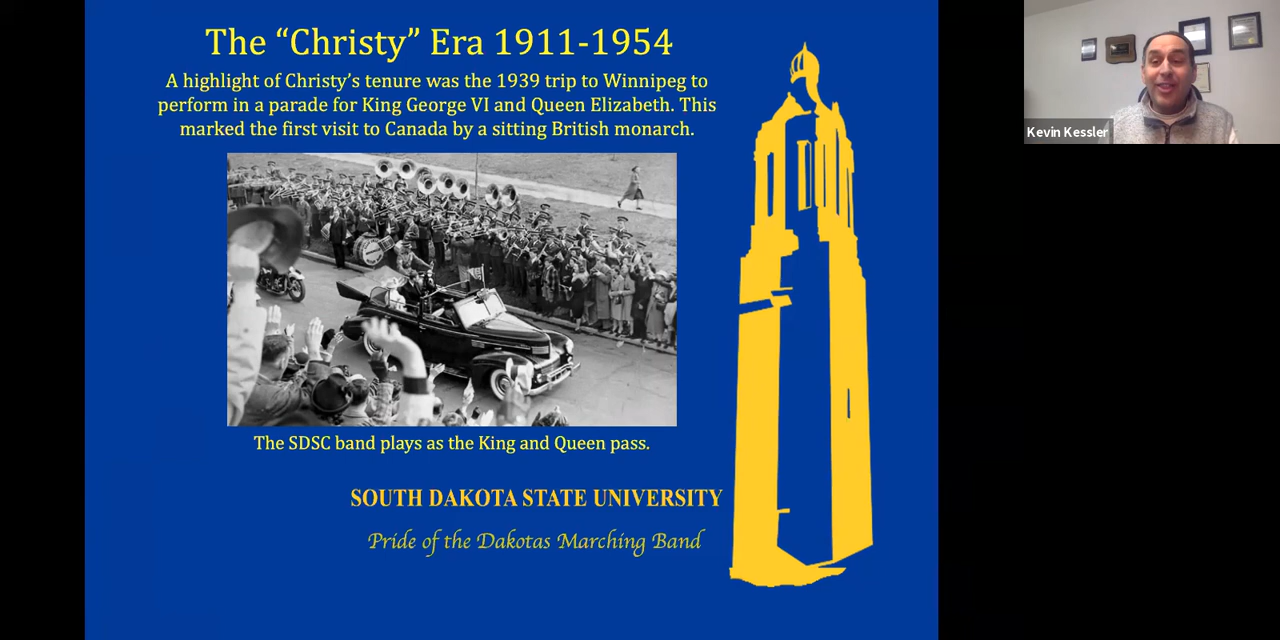 The “Christy” Era 1911-1954
A highlight of Christy’s tenure was the 1939 trip to Winnipeg to
perform in a parade for King George VI and Queen Elizabeth. This
marked the first visit to Canada by a sitting British monarch.
The SDSC band plays as the King and Queen pass.
SOUTH DAKOTA STATE UNIVERSITY
Pride of the Dakotas Marching Band
Kevin Kessler